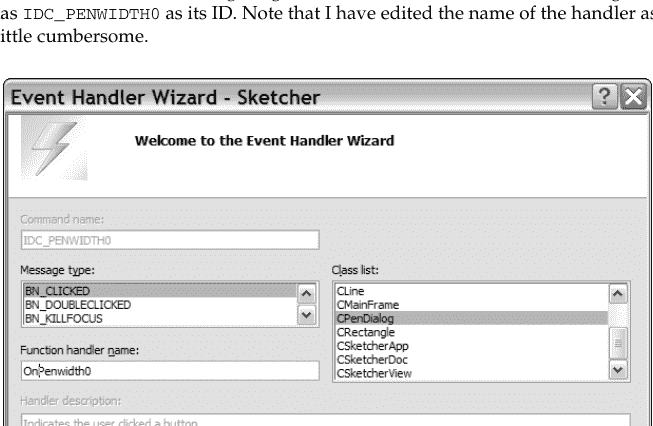 as IDC_PENWIDTH0 as its ID. Note that I have edited the name of the handler as
ittle cumbersome.
Event Handler Wizard - Sketcher
Welcome to the Event Handler Wizard
Command name:
IDC_PENWIDTH0
Message type:
BN_CLICKED
BN_DOUBLECLICKED
BN_KILLFOCUS
Class list:
CLine
CMainFrame
CPenDialog
CRectangle
CSketcherApp
CSketcherDoc
CSketcherView
Function handler name:
OnPenwidth0
Handler description:
Indicates the user clicked a button